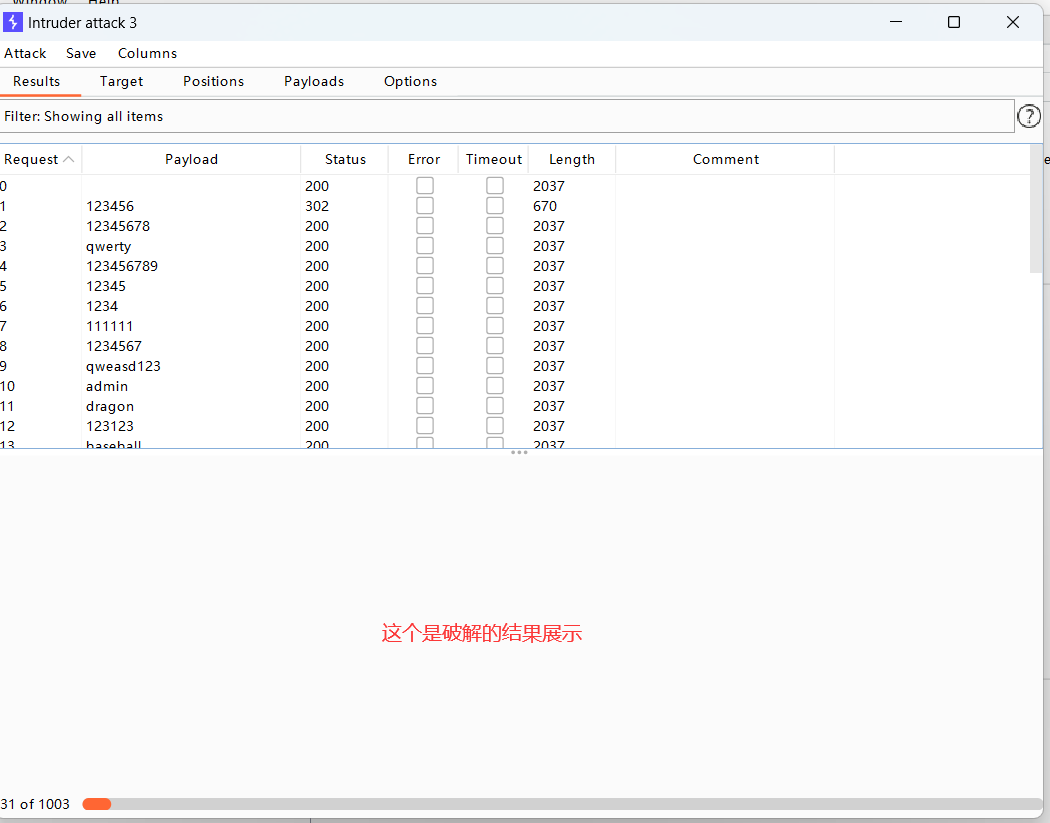 Window Help
Intruder attack 3
Attack Save Columns
Results Target Positions Payloads Options
Filter: Showing all items
?
Request Payload Status Error Timeout Length Comment
0 200 2037
1 123456 302 670
2 12345678 200 2037
3 qwerty 200 2037
4 123456789 200 2037
5 12345 200 2037
6 1234 200 2037
7 111111 200 2037
8 1234567 200 2037
9 qweasd123 200 2037
10 admin 200 2037
11 dragon 200 2037
12 123123 200 2037
13 baseball 200 2037
这个是破解的结果展示
31 of 1003